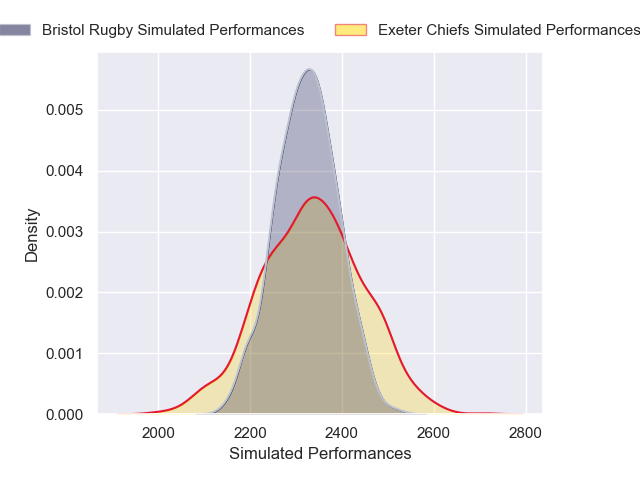 Bristol Rugby Simulated Performances Exeter Chiefs Simulated Performances
0.005
0.004
0.003
0.002
0.001
0.000
Density
2000 2200 2400 2600 2800
Simulated Performances